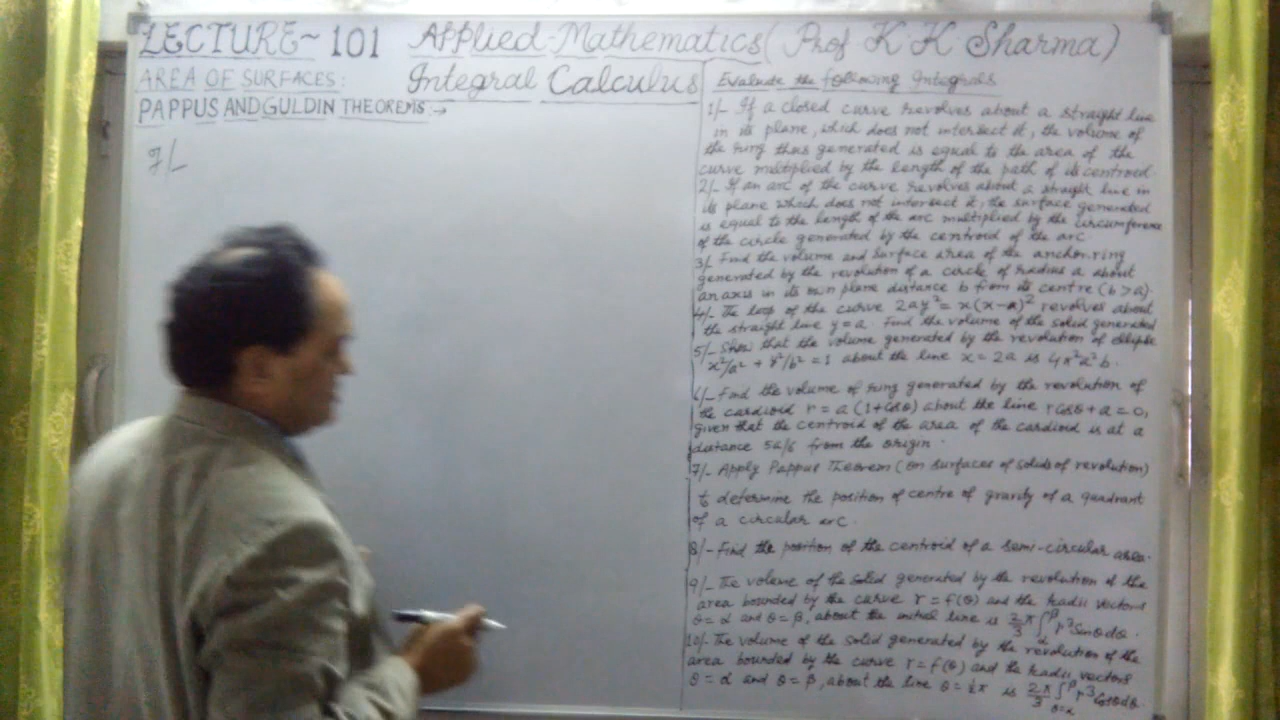 LECTURE~101 Applied-Mathematics (Prof K.K. Sharma)
AREA OF SURFACES:
Integral Calculus
PAPPUS AND GULDIN THEOREMS:→
7/-
Evaluate the following Integrals
1/- If a closed curve revolves about a straight line
in its plane, which does not intersect it, the volume of
the ring thus generated is equal to the area of the
curve multiplied by the length of the path of its centroid.
2/- If an arc of the curve revolves about a straight line in
its plane which does not intersect it, the surface generated
is equal to the length of the arc multiplied by the circumference
of the circle generated by the centroid of the arc
3/- Find the volume and surface area of the anchor-ring
generated by the revolution of a circle of radius a about
an axis in its own plane distance b from its centre (b > a).
4/- The loop of the curve 2ay² = x(x-a)² revolves about
the straight line y = a. Find the volume of the solid generated
5/- Show that the volume generated by the revolution of ellipse
x²/a² + y²/b² = 1 about the line x = 2a is 4π²a²b.
6/- Find the volume of ring generated by the revolution of
the cardioid r = a (1+cosθ) about the line r cosθ + a = 0,
given that the centroid of the area of the cardioid is at a
distance 5a/6 from the origin.
7/- Apply Pappus Theorem (on surfaces of solids of revolution)
to determine the position of centre of gravity of a quadrant
of a circular arc.
8/- Find the position of the centroid of a semi-circular area.
9/- The volume of the solid generated by the revolution of the
area bounded by the curve r = f(θ) and the radii vectors
θ = α and θ = β, about the initial line is 2/3 π ∫αβ r³ Sinθ dθ.
10/- The volume of the solid generated by the revolution of the
area bounded by the curve r = f(θ) and the radii vectors
θ = α and θ = β, about the line θ = ½π is 2π/3 ∫θ=αβ r³ cosθ dθ.